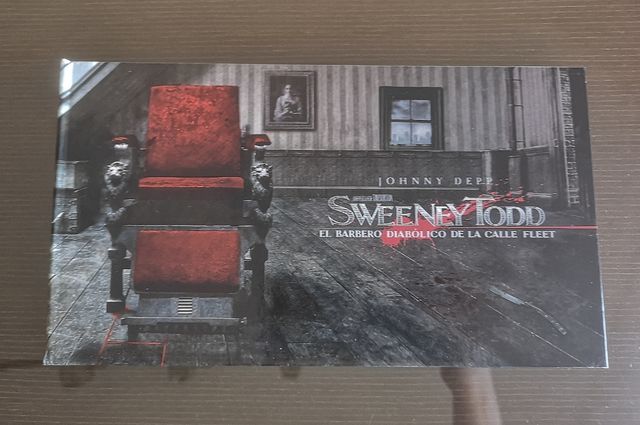 JOHNNY DEPP
SWEENEY TODD
EL BARBERO DIABÓLICO DE LA CALLE FLEET